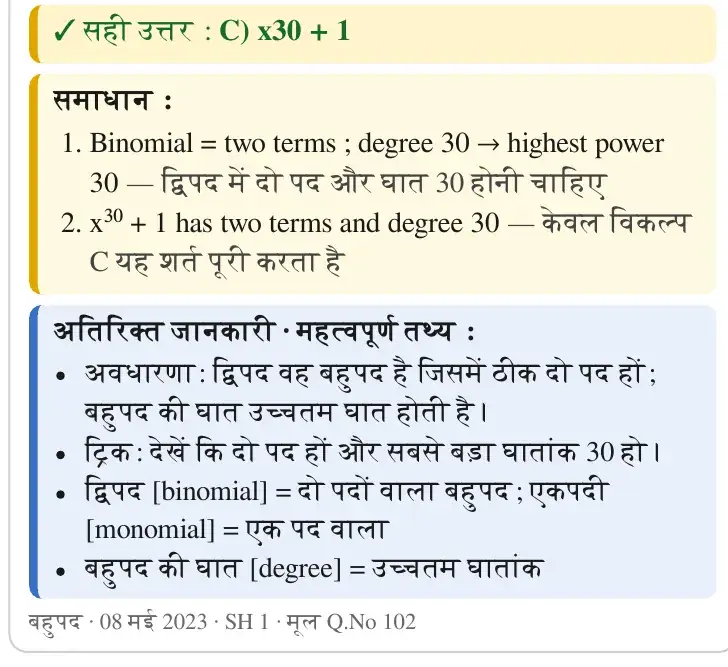 ✓ सही उत्तर : C) x30 + 1
समाधान :
1. Binomial = two terms ; degree 30 → highest power
30 — द्विपद में दो पद और घात 30 होनी चाहिए
2. x³⁰ + 1 has two terms and degree 30 — केवल विकल्प
C यह शर्त पूरी करता है
अतिरिक्त जानकारी · महत्वपूर्ण तथ्य :
• अवधारणा : द्विपद वह बहुपद है जिसमें ठीक दो पद हों ;
बहुपद की घात उच्चतम घात होती है ।
• ट्रिक : देखें कि दो पद हों और सबसे बड़ा घातांक 30 हो ।
• द्विपद [binomial] = दो पदों वाला बहुपद ; एकपदी
[monomial] = एक पद वाला
• बहुपद की घात [degree] = उच्चतम घातांक
बहुपद · 08 मई 2023 · SH 1 · मूल Q.No 102